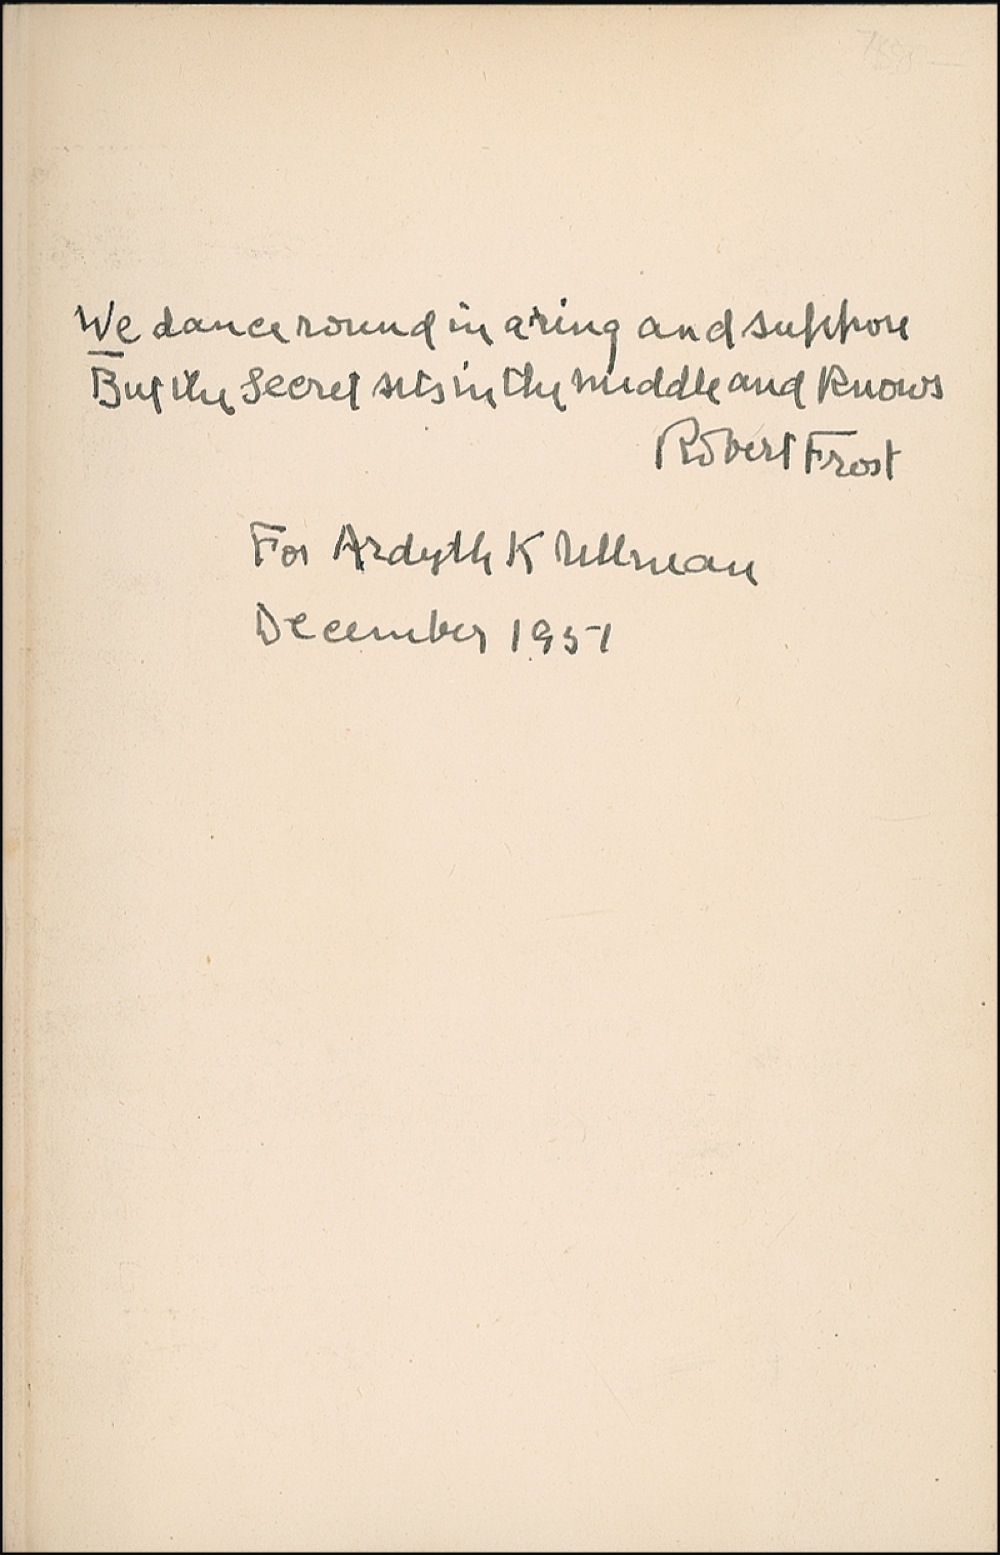 We dance round in a ring and suppose
But the Secret sits in the middle and knows
Robert Frost
For Ardyth K Ullman
December 1951